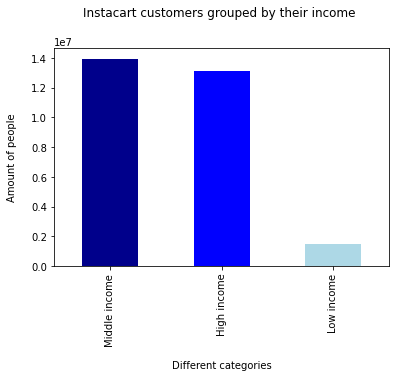 Instacart customers grouped by their income
1e7
1.4
1.2
1.0
0.8
0.6
0.4
0.2
0.0
Amount of people
Middle income
High income
Low income
Different categories